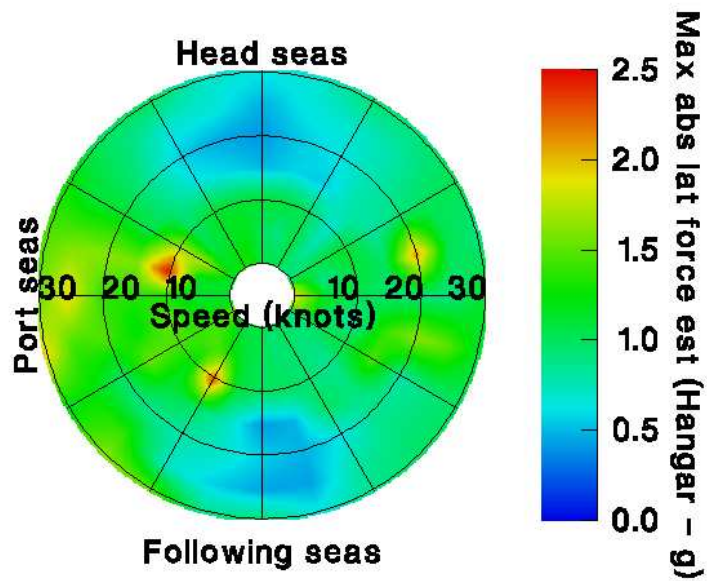 Head seas
Port seas
30 20 10 10 20 30
Speed (knots)
Following seas
2.5
2.0
1.5
1.0
0.5
0.0
Max abs lat force est (Hangar - g)